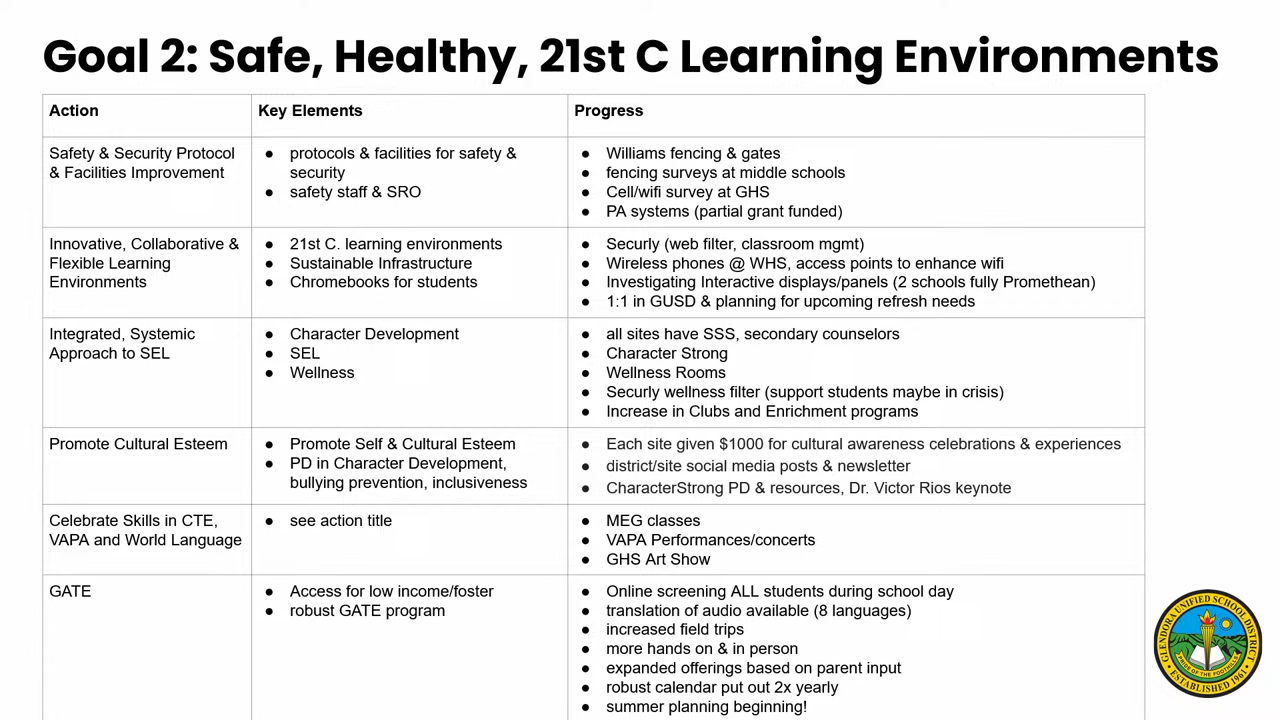 Goal 2: Safe, Healthy, 21st C Learning Environments
Action
Key Elements
Progress
Safety & Security Protocol
& Facilities Improvement
● protocols & facilities for safety &
security
● safety staff & SRO
● Williams fencing & gates
● fencing surveys at middle schools
● Cell/wifi survey at GHS
● PA systems (partial grant funded)
Innovative, Collaborative &
Flexible Learning
Environments
● 21st C. learning environments
● Sustainable Infrastructure
● Chromebooks for students
● Securly (web filter, classroom mgmt)
● Wireless phones @ WHS, access points to enhance wifi
● Investigating Interactive displays/panels (2 schools fully Promethean)
● 1:1 in GUSD & planning for upcoming refresh needs
Integrated, Systemic
Approach to SEL
● Character Development
● SEL
● Wellness
● all sites have SSS, secondary counselors
● Character Strong
● Wellness Rooms
● Securly wellness filter (support students maybe in crisis)
● Increase in Clubs and Enrichment programs
Promote Cultural Esteem
● Promote Self & Cultural Esteem
● PD in Character Development,
bullying prevention, inclusiveness
● Each site given $1000 for cultural awareness celebrations & experiences
● district/site social media posts & newsletter
● CharacterStrong PD & resources, Dr. Victor Rios keynote
Celebrate Skills in CTE,
VAPA and World Language
● see action title
● MEG classes
● VAPA Performances/concerts
● GHS Art Show
GATE
● Access for low income/foster
● robust GATE program
● Online screening ALL students during school day
● translation of audio available (8 languages)
● increased field trips
● more hands on & in person
● expanded offerings based on parent input
● robust calendar put out 2x yearly
● summer planning beginning!
GLENDORA UNIFIED SCHOOL DISTRICT
PRIDE OF THE FOOTHILLS
ESTABLISHED 1961